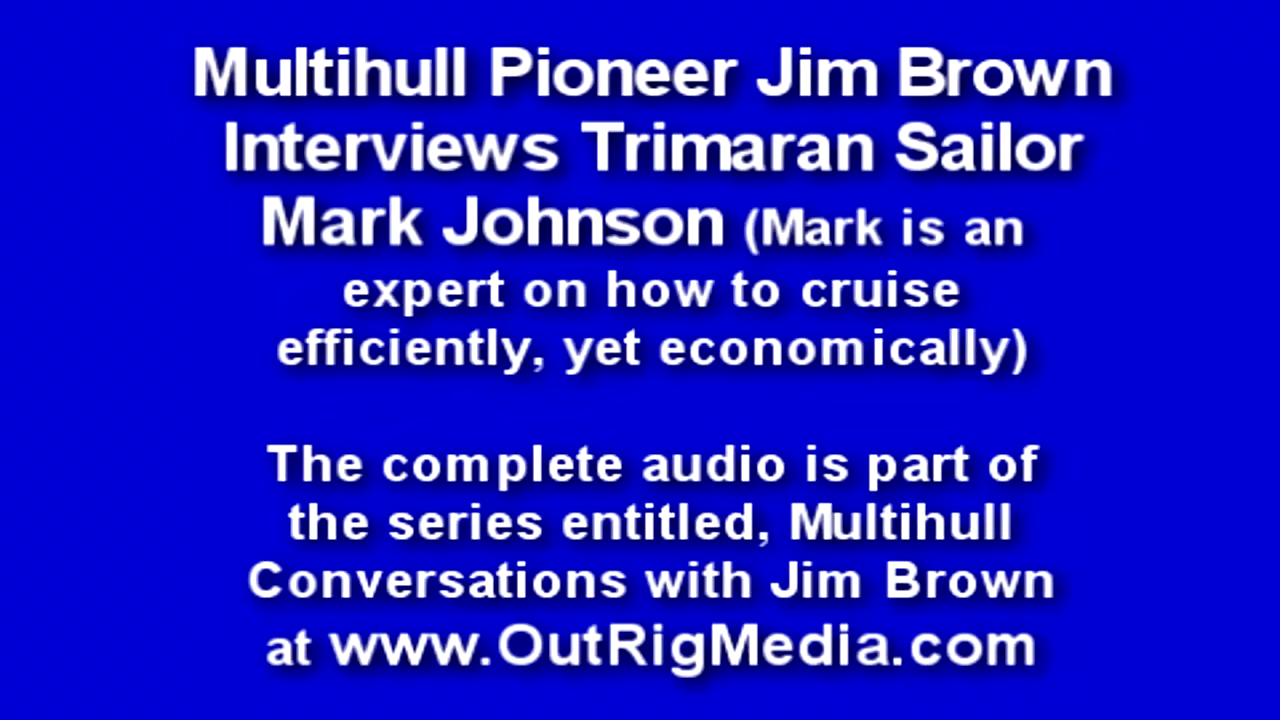 Multihull Pioneer Jim Brown
Interviews Trimaran Sailor
Mark Johnson (Mark is an
expert on how to cruise
efficiently, yet economically)
The complete audio is part of
the series entitled, Multihull
Conversations with Jim Brown
at www.OutRigMedia.com